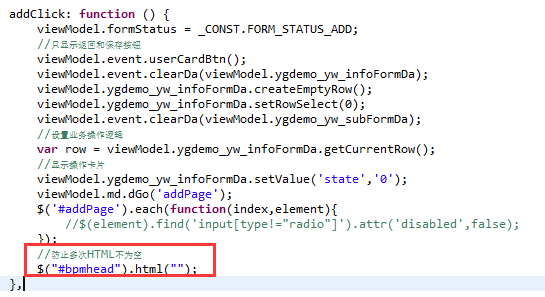 addClick: function () {
viewModel.formStatus = _CONST.FORM_STATUS_ADD;
//只显示返回和保存按钮
viewModel.event.userCardBtn();
viewModel.event.clearDa(viewModel.ygdemo_yw_infoFormDa);
viewModel.ygdemo_yw_infoFormDa.createEmptyRow();
viewModel.ygdemo_yw_infoFormDa.setRowSelect(0);
viewModel.event.clearDa(viewModel.ygdemo_yw_subFormDa);
//设置业务操作逻辑
var row = viewModel.ygdemo_yw_infoFormDa.getCurrentRow();
//显示操作卡片
viewModel.ygdemo_yw_infoFormDa.setValue('state','0');
viewModel.md.dGo('addPage');
$('#addPage').each(function(index,element){
//$(element).find('input[type!="radio"]').attr('disabled',false);
});
//防止多次HTML不为空
$("#bpmhead").html("");
},